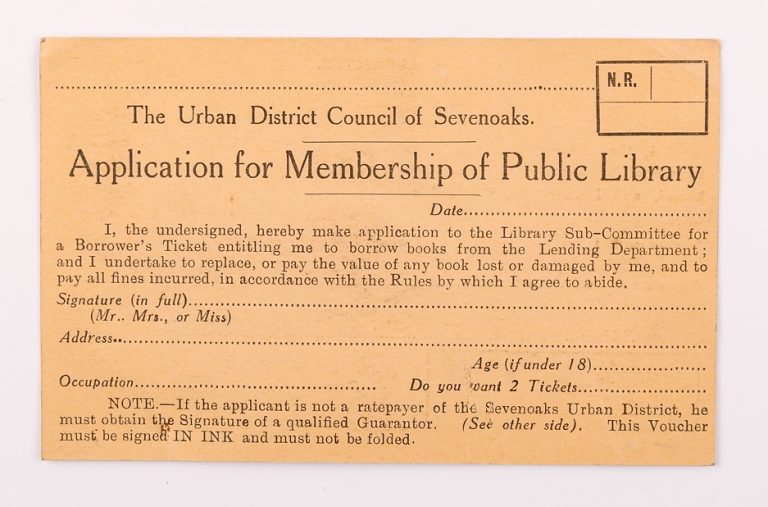 N.R.
The Urban District Council of Sevenoaks.
Application for Membership of Public Library
Date
I, the undersigned, hereby make application to the Library Sub-Committee for
a Borrower's Ticket entitling me to borrow books from the Lending Department;
and I undertake to replace, or pay the value of any book lost or damaged by me, and to
pay all fines incurred, in accordance with the Rules by which I agree to abide.
Signature (in full)
(Mr.. Mrs., or Miss)
Address
Age (if under 18)
Occupation Do you want 2 Tickets
NOTE.—If the applicant is not a ratepayer of the Sevenoaks Urban District, he
must obtain the Signature of a qualified Guarantor. (See other side). This Voucher
must be signed IN INK and must not be folded.